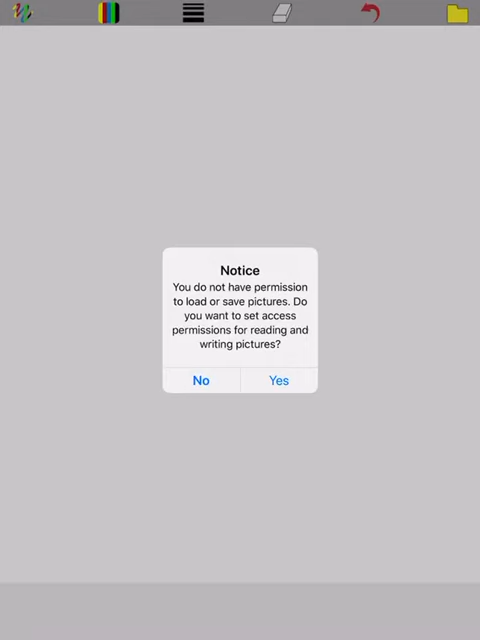 Notice
You do not have permission
to load or save pictures. Do
you want to set access
permissions for reading and
writing pictures?
No
Yes